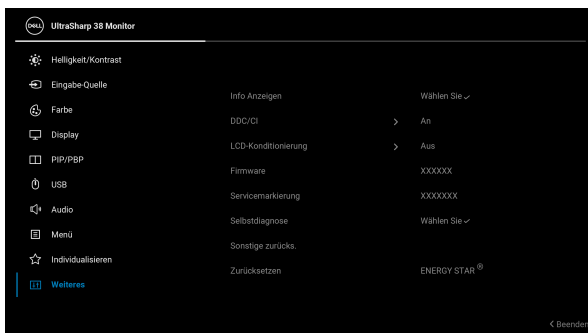 DELL UltraSharp 38 Monitor
Helligkeit/Kontrast
Eingabe-Quelle
Farbe
Display
PIP/PBP
USB
Audio
Menü
Individualisieren
Weiteres
Info Anzeigen Wählen Sie ✓
DDC/CI > An
LCD-Konditionierung > Aus
Firmware XXXXXX
Servicemarkierung XXXXXXX
Selbstdiagnose Wählen Sie ✓
Sonstige zurücks.
Zurücksetzen ENERGY STAR ®
< Beenden